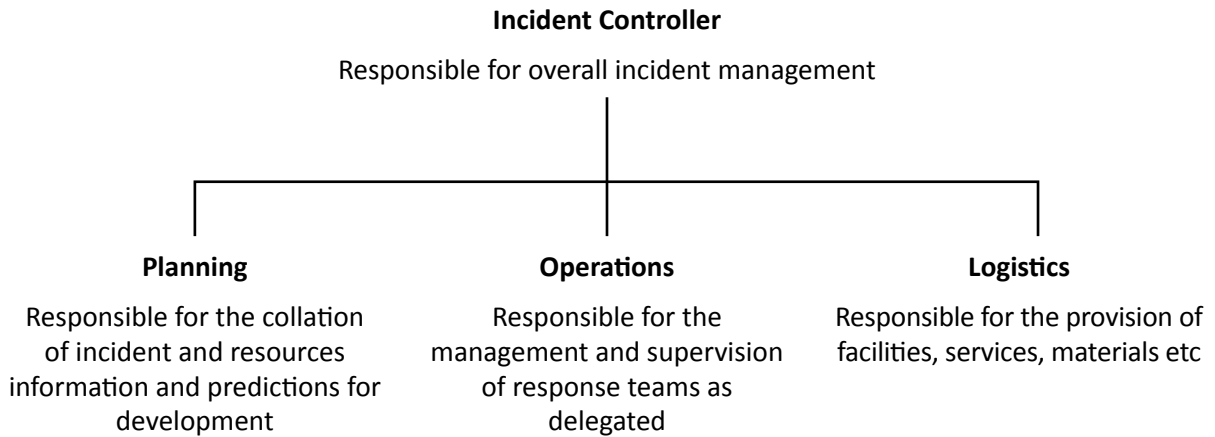 Incident Controller
Responsible for overall incident management
Planning
Responsible for the collation
of incident and resources
information and predictions for
development
Operations
Responsible for the
management and supervision
of response teams as
delegated
Logistics
Responsible for the provision of
facilities, services, materials etc